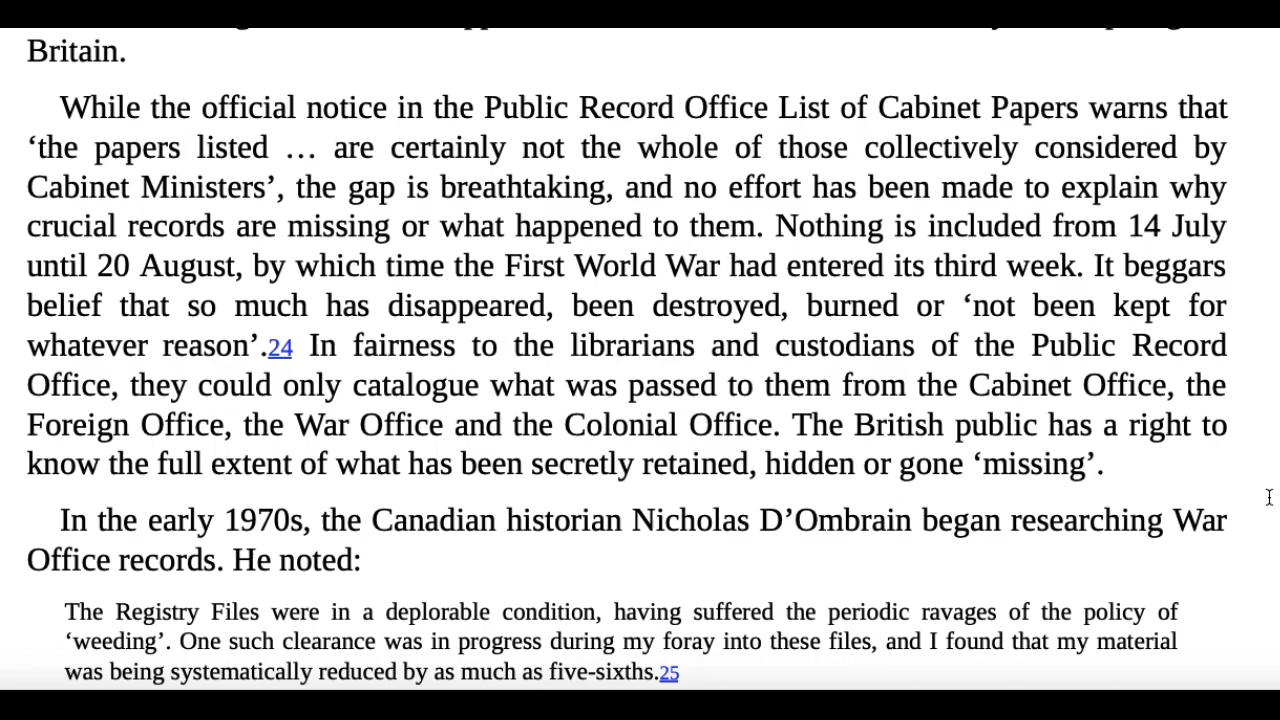 Britain.
While the official notice in the Public Record Office List of Cabinet Papers warns that
‘the papers listed … are certainly not the whole of those collectively considered by
Cabinet Ministers’, the gap is breathtaking, and no effort has been made to explain why
crucial records are missing or what happened to them. Nothing is included from 14 July
until 20 August, by which time the First World War had entered its third week. It beggars
belief that so much has disappeared, been destroyed, burned or ‘not been kept for
whatever reason’.24 In fairness to the librarians and custodians of the Public Record
Office, they could only catalogue what was passed to them from the Cabinet Office, the
Foreign Office, the War Office and the Colonial Office. The British public has a right to
know the full extent of what has been secretly retained, hidden or gone ‘missing’.
In the early 1970s, the Canadian historian Nicholas D’Ombrain began researching War
Office records. He noted:
The Registry Files were in a deplorable condition, having suffered the periodic ravages of the policy of
‘weeding’. One such clearance was in progress during my foray into these files, and I found that my material
was being systematically reduced by as much as five-sixths.25